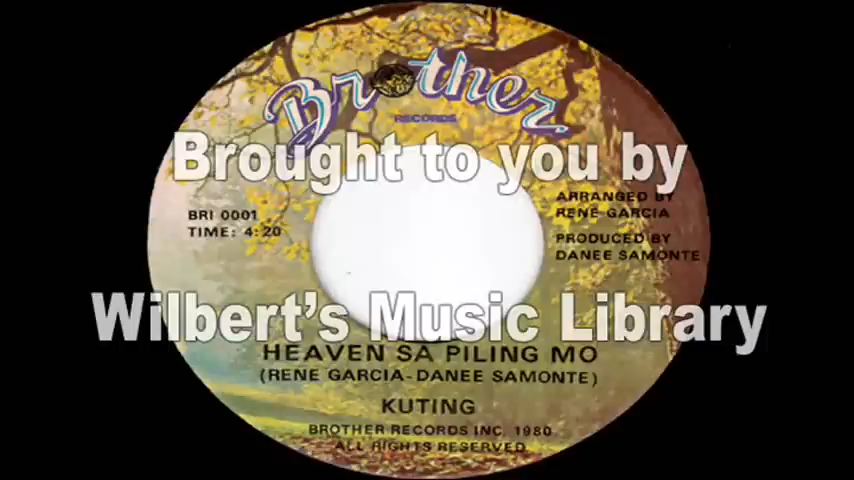 Brother
RECORDS
Brought to you by
BRI 0001
TIME: 4:20
ARRANGED BY
RENE GARCIA
PRODUCED BY
DANEE SAMONTE
Wilbert's Music Library
HEAVEN SA PILING MO
(RENE GARCIA-DANEE SAMONTE)
KUTING
BROTHER RECORDS INC. 1980
ALL RIGHTS RESERVED